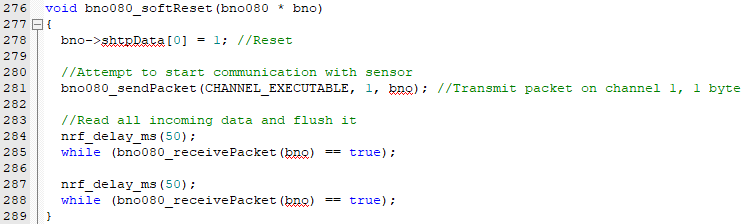 276 void bno080_softReset(bno080 * bno)
277 {
278 bno->shtpData[0] = 1; //Reset
279
280 //Attempt to start communication with sensor
281 bno080_sendPacket(CHANNEL_EXECUTABLE, 1, bno); //Transmit packet on channel 1, 1 byte
282
283 //Read all incoming data and flush it
284 nrf_delay_ms(50);
285 while (bno080_receivePacket(bno) == true);
286
287 nrf_delay_ms(50);
288 while (bno080_receivePacket(bno) == true);
289 }